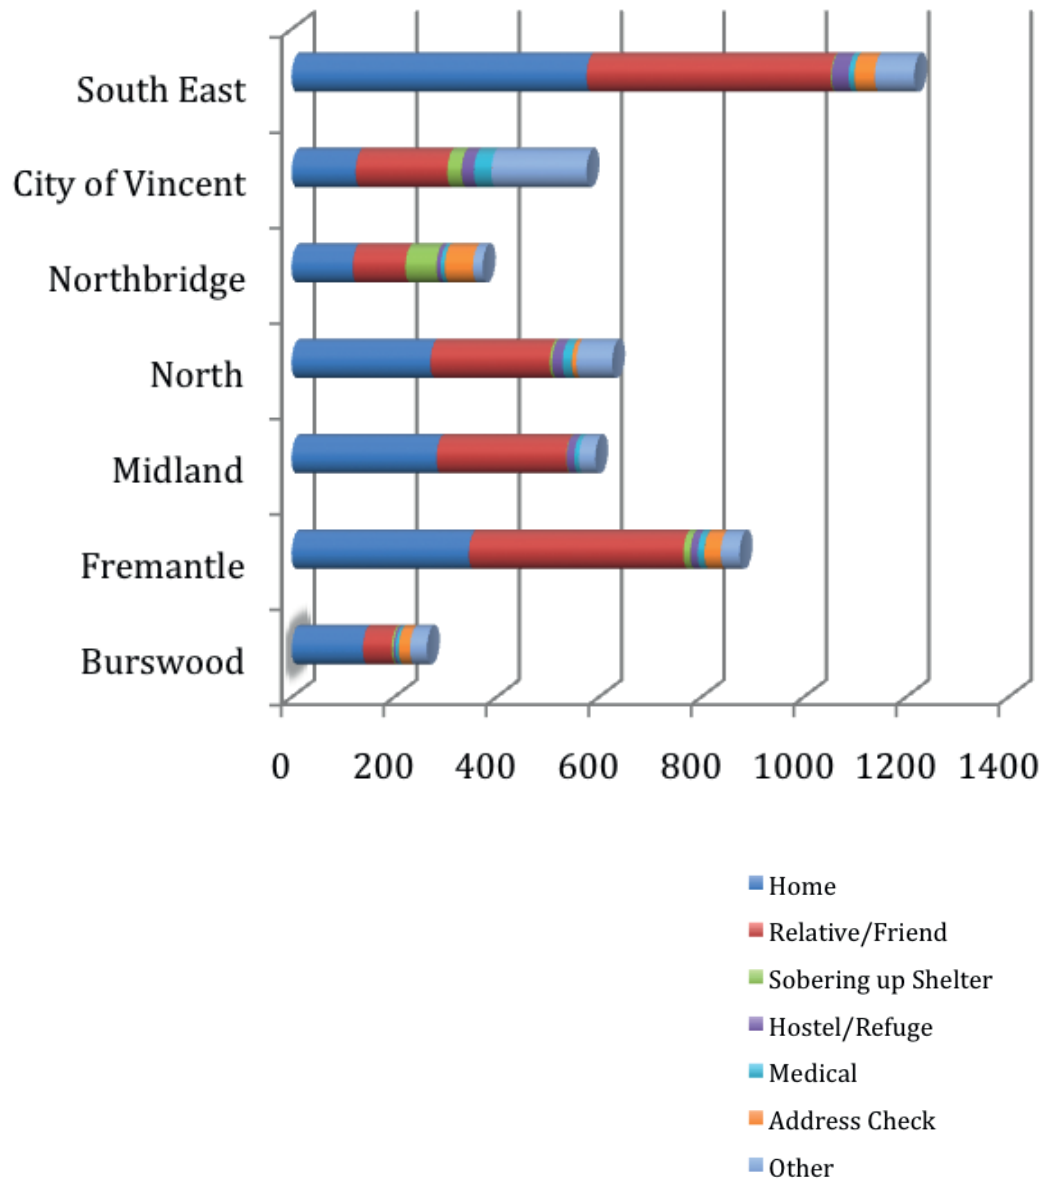 South East
City of Vincent
Northbridge
North
Midland
Fremantle
Burswood
0 200 400 600 800 1000 1200 1400
Home
Relative/Friend
Sobering up Shelter
Hostel/Refuge
Medical
Address Check
Other